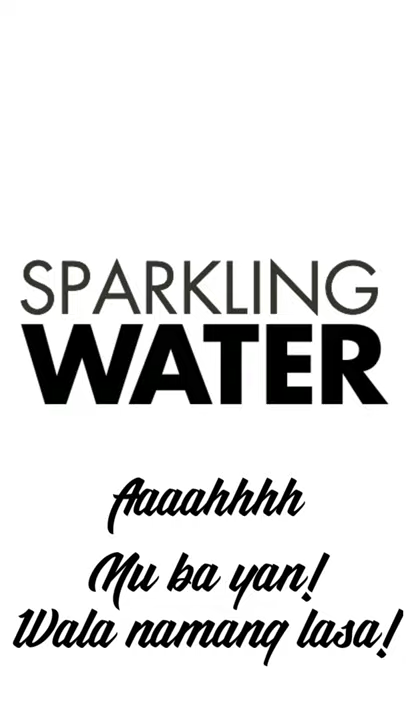 SPARKLING
WATER
Aaaahhhh
Nu ba yan!
Wala namang lasa!